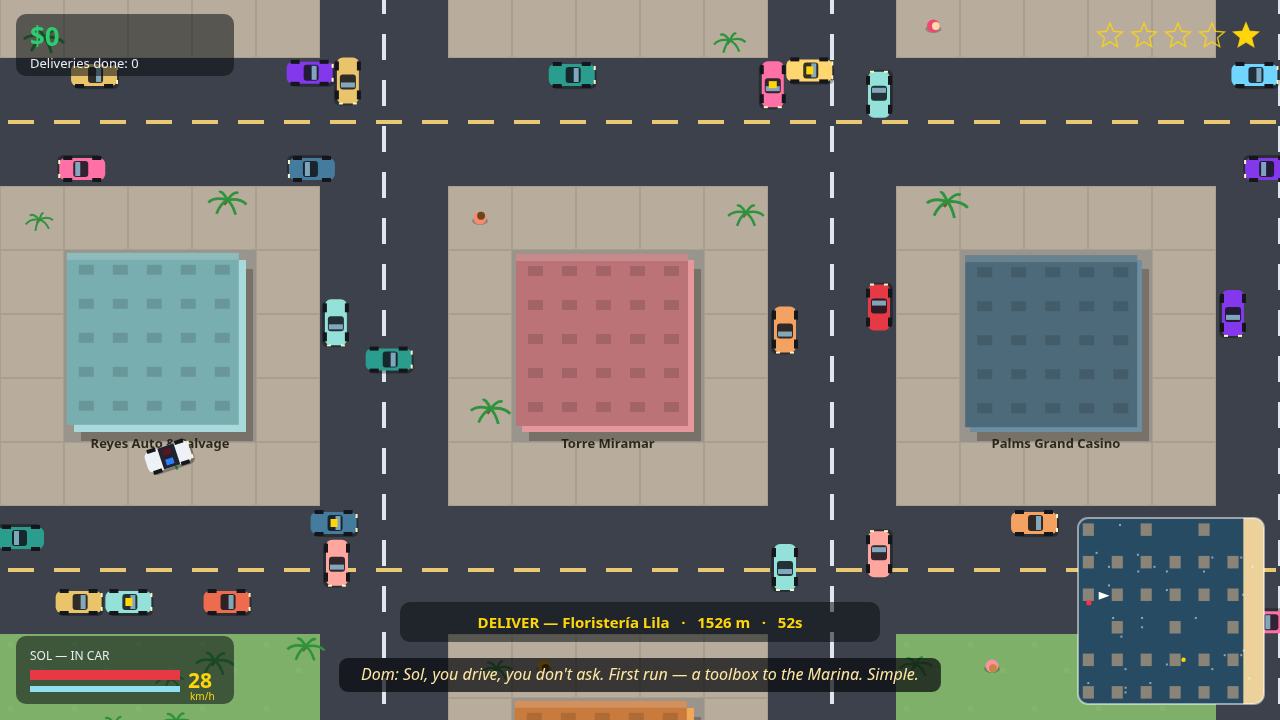 $0
Deliveries done: 0
Reyes Auto & Salvage
Torre Miramar
Palms Grand Casino
DELIVER — Floristería Lila · 1526 m · 52s
Dom: Sol, you drive, you don't ask. First run — a toolbox to the Marina. Simple.
SOL — IN CAR
28
km/h